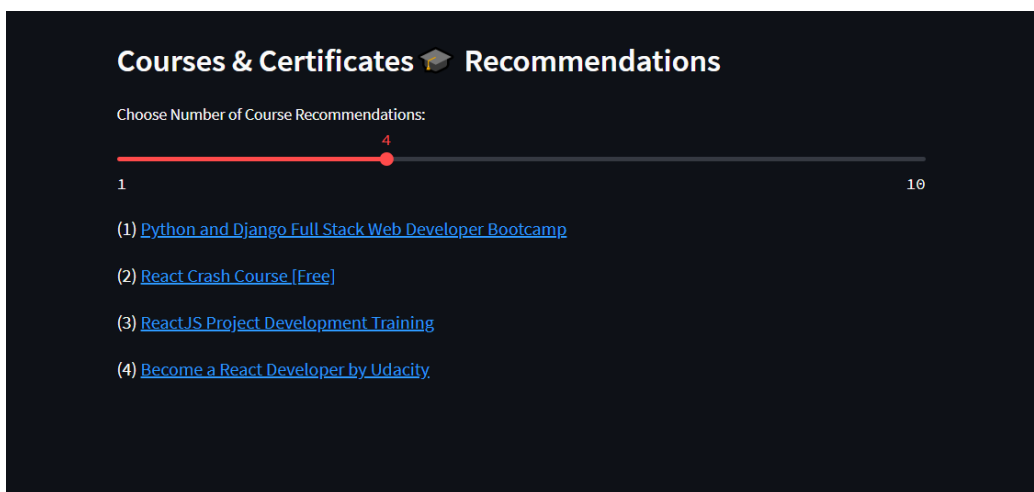 Courses & Certificates🎓 Recommendations
Choose Number of Course Recommendations:
4
1 10
(1) Python and Django Full Stack Web Developer Bootcamp
(2) React Crash Course [Free]
(3) ReactJS Project Development Training
(4) Become a React Developer by Udacity